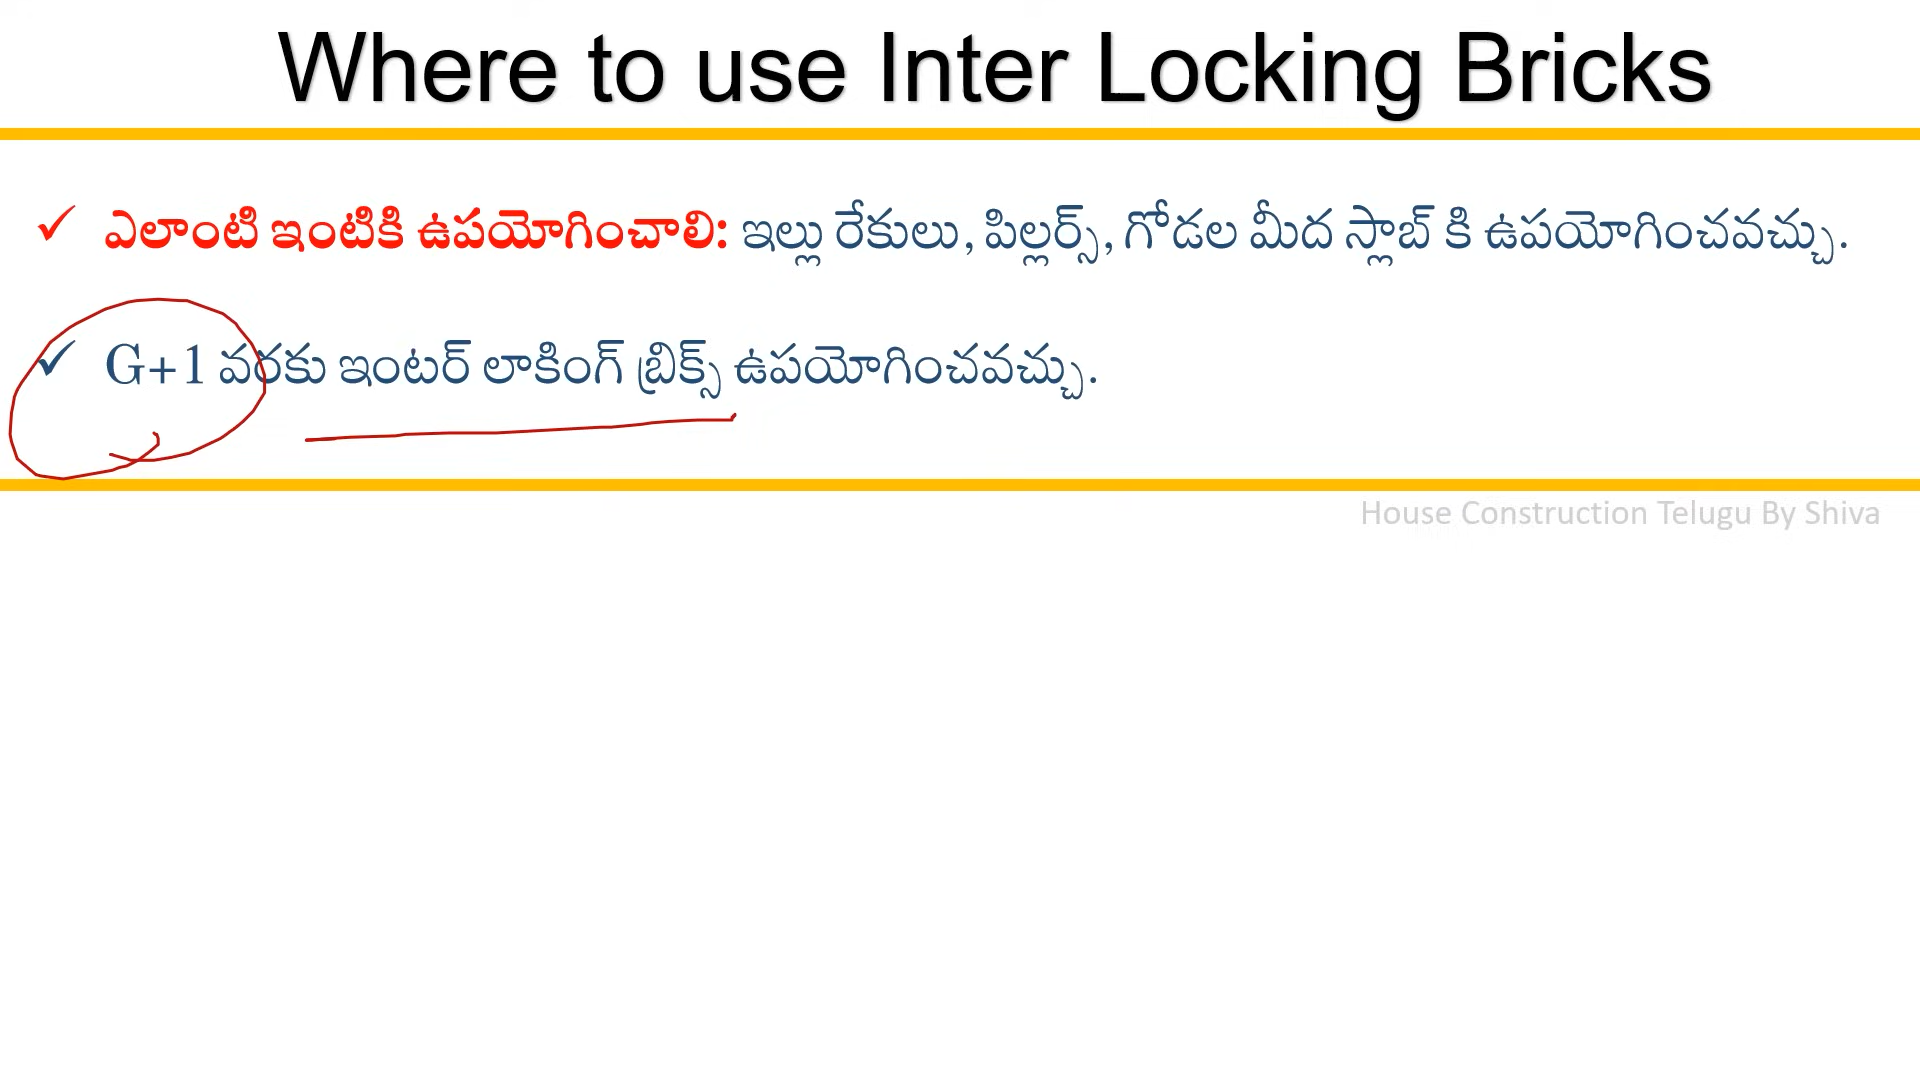 Where to use Inter Locking Bricks
✓ ఎలాంటి ఇంటికి ఉపయోగించాలి: ఇల్లు రేకులు, పిల్లర్స్, గోడల మీద స్లాబ్ కి ఉపయోగించవచ్చు.
✓ G+1 వరకు ఇంటర్ లాకింగ్ బ్రిక్స్ ఉపయోగించవచ్చు.
House Construction Telugu By Shiva